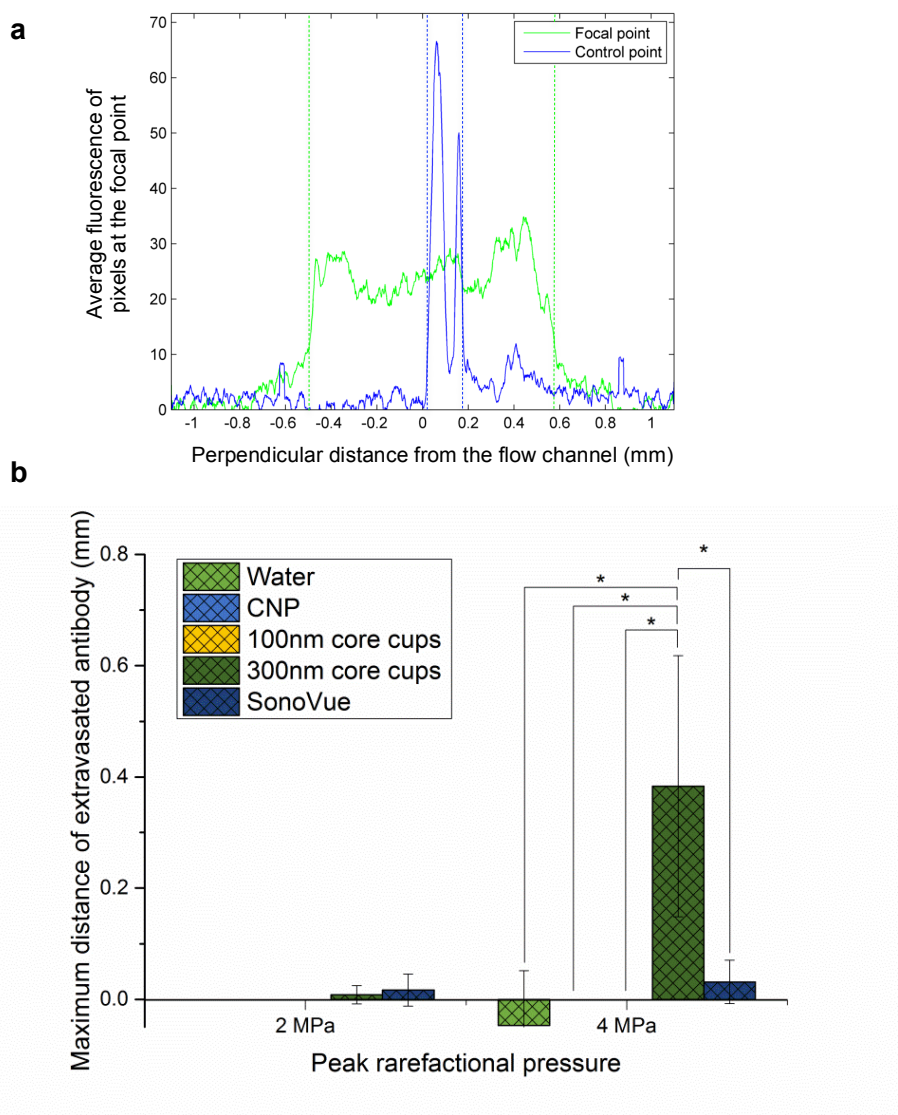 a
Average fluorescence of
pixels at the focal point
70
60
50
40
30
20
10
0
Focal point
Control point
-1 -0.8 -0.6 -0.4 -0.2 0 0.2 0.4 0.6 0.8 1
Perpendicular distance from the flow channel (mm)
b
Maximum distance of extravasated antibody (mm)
0.8
0.6
0.4
0.2
0.0
Water
CNP
100nm core cups
300nm core cups
SonoVue
*
*
*
*
2 MPa 4 MPa
Peak rarefactional pressure